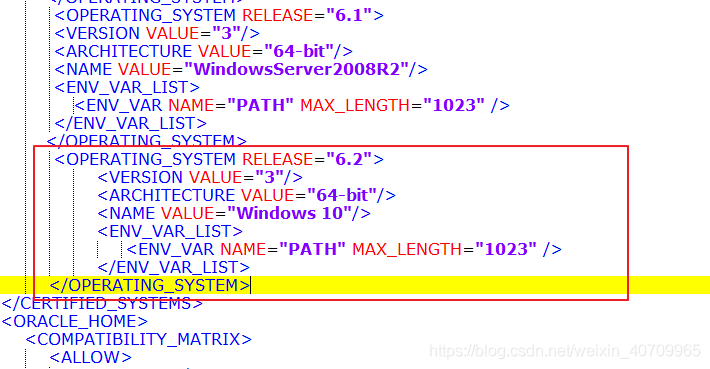 </OPERATING_SYSTEM>
<OPERATING_SYSTEM RELEASE="6.1">
<VERSION VALUE="3"/>
<ARCHITECTURE VALUE="64-bit"/>
<NAME VALUE="WindowsServer2008R2"/>
<ENV_VAR_LIST>
<ENV_VAR NAME="PATH" MAX_LENGTH="1023" />
</ENV_VAR_LIST>
</OPERATING_SYSTEM>
<OPERATING_SYSTEM RELEASE="6.2">
<VERSION VALUE="3"/>
<ARCHITECTURE VALUE="64-bit"/>
<NAME VALUE="Windows 10"/>
<ENV_VAR_LIST>
<ENV_VAR NAME="PATH" MAX_LENGTH="1023" />
</ENV_VAR_LIST>
</OPERATING_SYSTEM>
</CERTIFIED_SYSTEMS>
<ORACLE_HOME>
<COMPATIBILITY_MATRIX>
<ALLOW>
https://blog.csdn.net/weixin_40709965